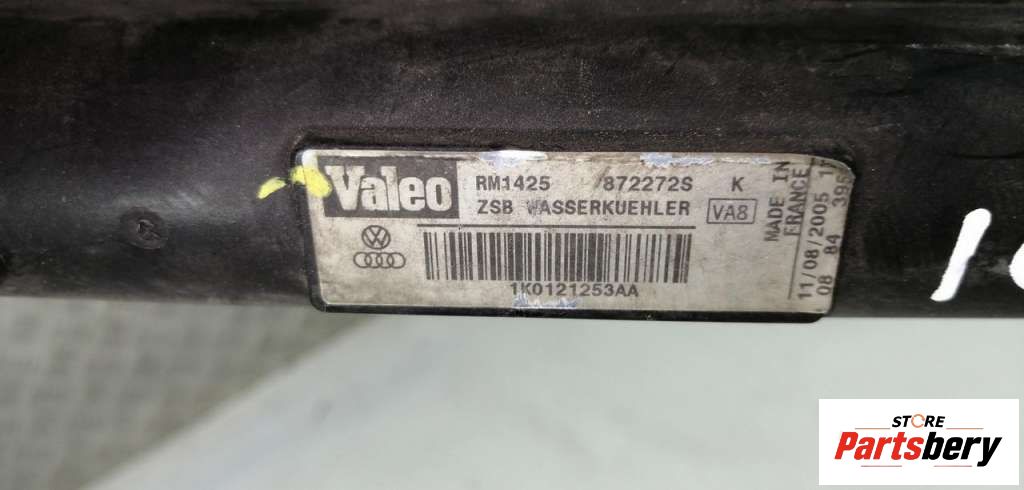 Valeo
RM1425 872272S K
ZSB WASSERKUEHLER VA8
1K0121253AA
MADE IN
FRANCE
11/08/2005
08 84
STORE
Partsbery